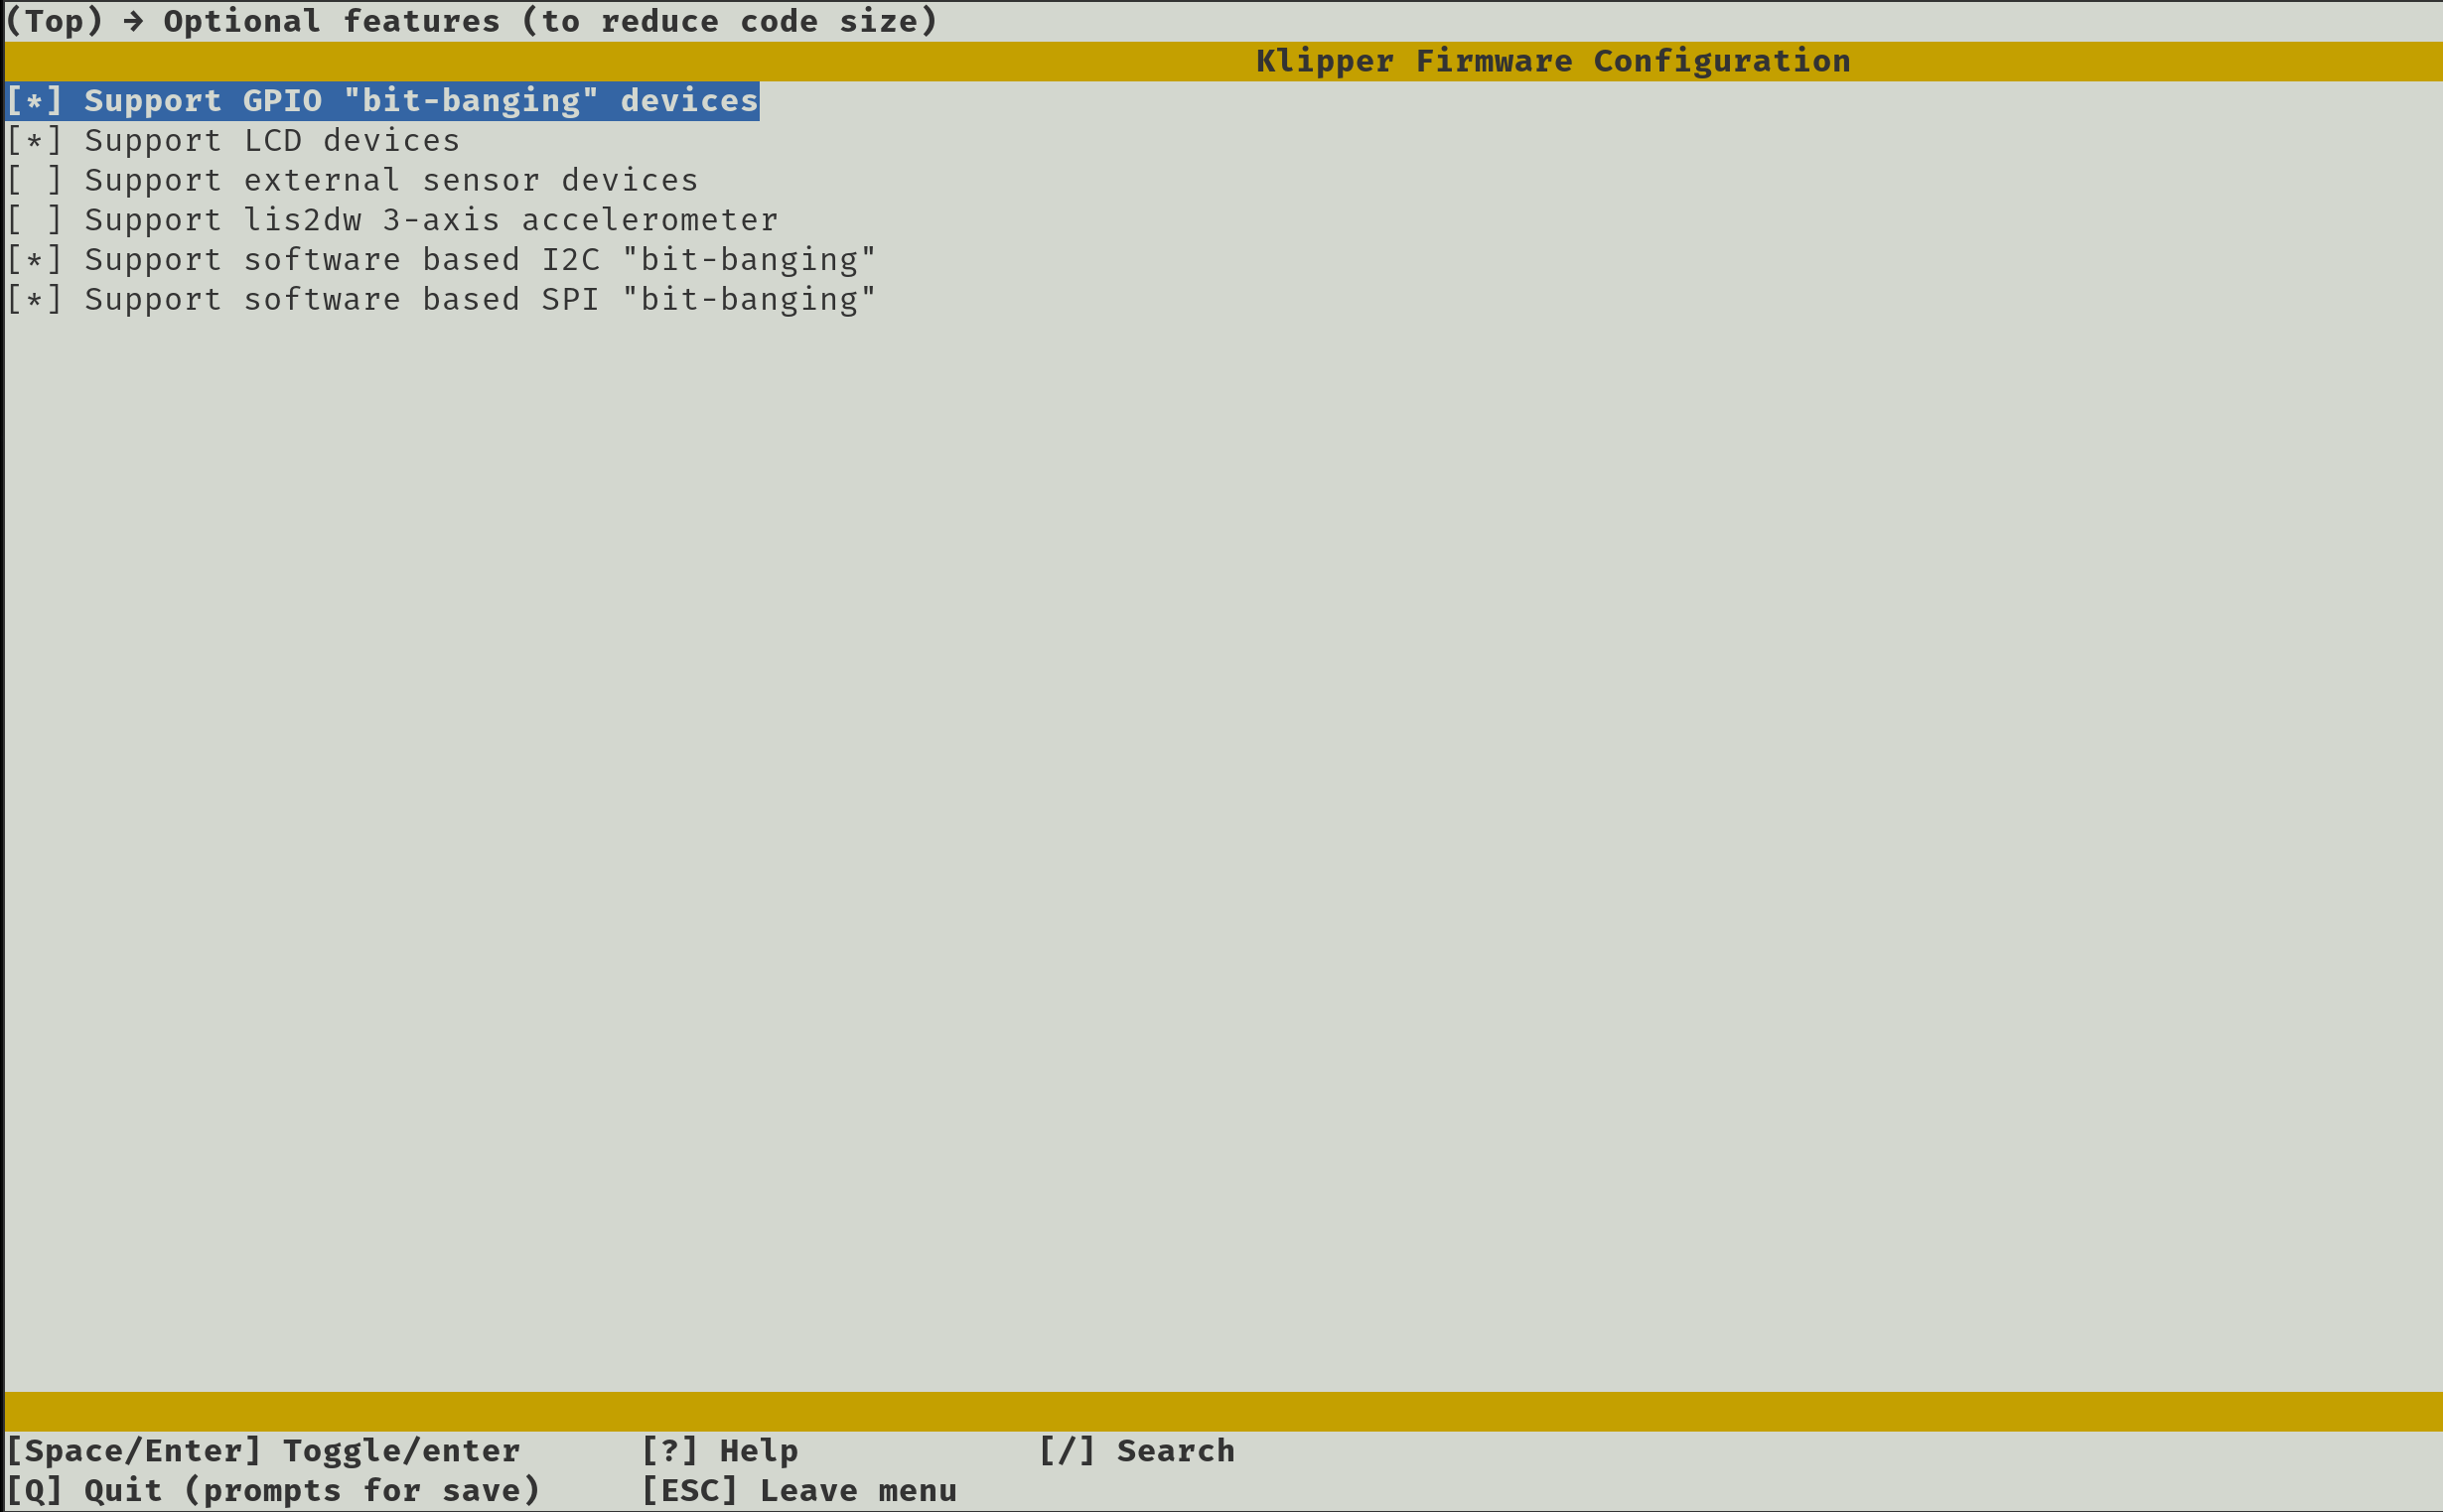 (Top) → Optional features (to reduce code size)
Klipper Firmware Configuration
[*] Support GPIO "bit-banging" devices
[*] Support LCD devices
[ ] Support external sensor devices
[ ] Support lis2dw 3-axis accelerometer
[*] Support software based I2C "bit-banging"
[*] Support software based SPI "bit-banging"
[Space/Enter] Toggle/enter [?] Help [/] Search
[Q] Quit (prompts for save) [ESC] Leave menu